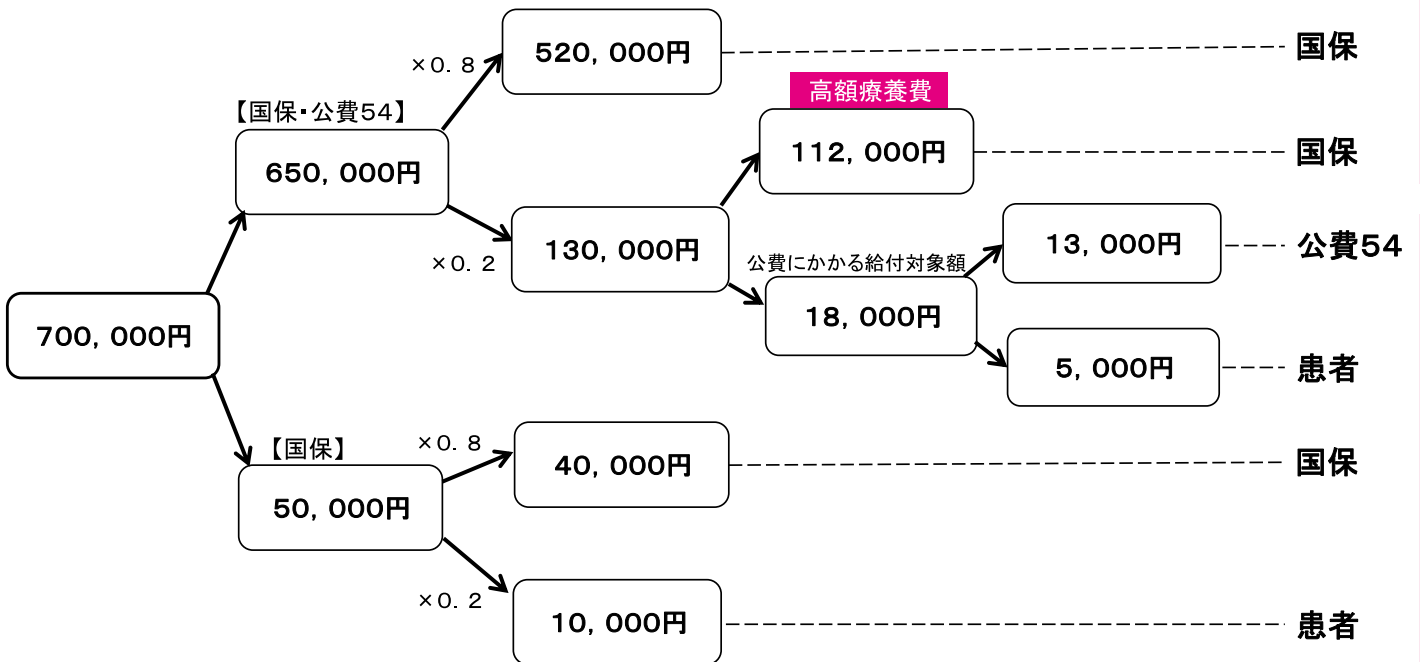 520，000円
国保
×0．8
高額療養費
【国保・公費54】
112，000円
国保
650，000円
130，000円
13，000円
公費54
×0．2
公費にかかる給付対象額
18，000円
700，000円
5，000円
患者
【国保】
×0．8
40，000円
国保
50，000円
×0．2
10，000円
患者